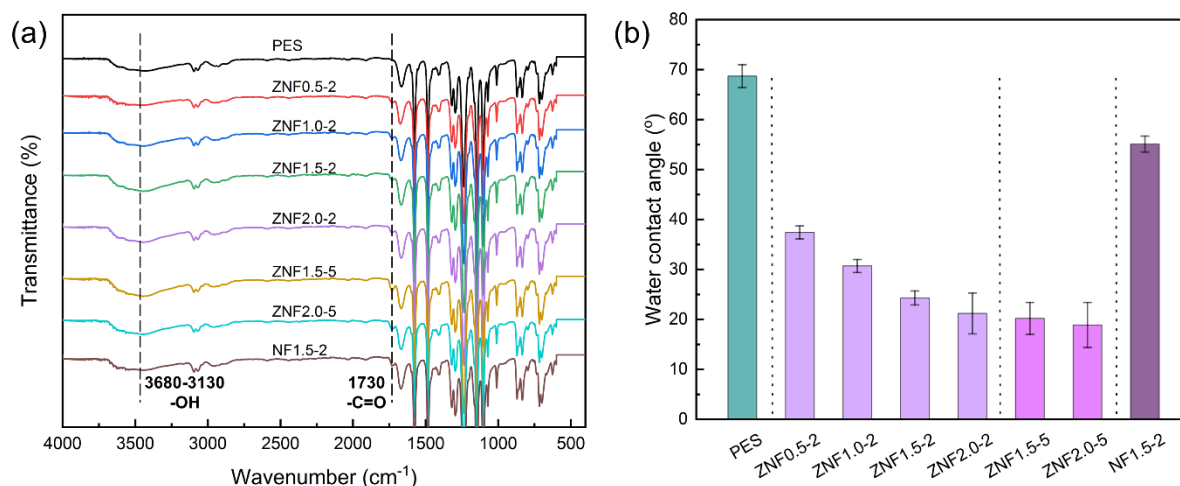 (a)
Transmittance (%)
PES
ZNF0.5-2
ZNF1.0-2
ZNF1.5-2
ZNF2.0-2
ZNF1.5-5
ZNF2.0-5
NF1.5-2
3680-3130
-OH
1730
-C=O
4000 3500 3000 2500 2000 1500 1000 500
Wavenumber (cm⁻¹)
(b)
Water contact angle (º)
80
70
60
50
40
30
20
10
0
PES
ZNF0.5-2
ZNF1.0-2
ZNF1.5-2
ZNF2.0-2
ZNF1.5-5
ZNF2.0-5
NF1.5-2